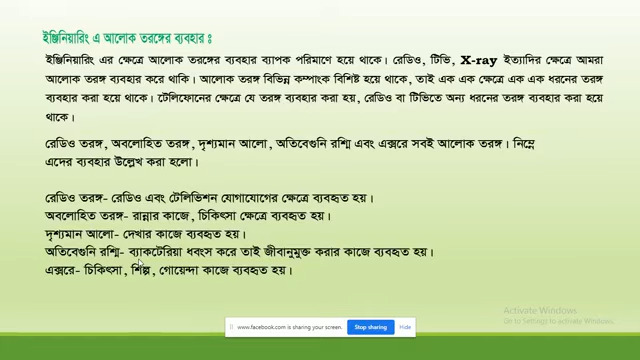 ইঞ্জিনিয়ারিং এ আলোক তরঙ্গের ব্যবহার ঃ
ইঞ্জিনিয়ারিং এর ক্ষেত্রে আলোক তরঙ্গের ব্যবহার ব্যাপক পরিমাণে হয়ে থাকে। রেডিও, টিভি, X-ray ইত্যাদির ক্ষেত্রে আমরা
আলোক তরঙ্গ ব্যবহার করে থাকি। আলোক তরঙ্গ বিভিন্ন কম্পাংক বিশিষ্ট হয়ে থাকে, তাই এক এক ক্ষেত্রে এক এক ধরনের তরঙ্গ
ব্যবহার করা হয়ে থাকে। টেলিফোনের ক্ষেত্রে যে তরঙ্গ ব্যবহার করা হয়, রেডিও বা টিভিতে অন্য ধরনের তরঙ্গ ব্যবহার করা হয়ে
থাকে।
রেডিও তরঙ্গ, অবলোহিত তরঙ্গ, দৃশ্যমান আলো, অতিবেগুনি রশ্মি এবং এক্সরে সবই আলোক তরঙ্গ। নিম্নে
এদের ব্যবহার উল্লেখ করা হলো।
রেডিও তরঙ্গ- রেডিও এবং টেলিভিশন যোগাযোগের ক্ষেত্রে ব্যবহৃত হয়।
অবলোহিত তরঙ্গ- রান্নার কাজে, চিকিৎসা ক্ষেত্রে ব্যবহৃত হয়।
দৃশ্যমান আলো- দেখার কাজে ব্যবহৃত হয়।
অতিবেগুনি রশ্মি- ব্যাকটেরিয়া ধ্বংস করে তাই জীবানুমুক্ত করার কাজে ব্যবহৃত হয়।
এক্সরে- চিকিৎসা, শিল্প, গোয়েন্দা কাজে ব্যবহৃত হয়।
Activate Windows
Go to Settings to activate Windows.
www.facebook.com is sharing your screen. Stop sharing Hide